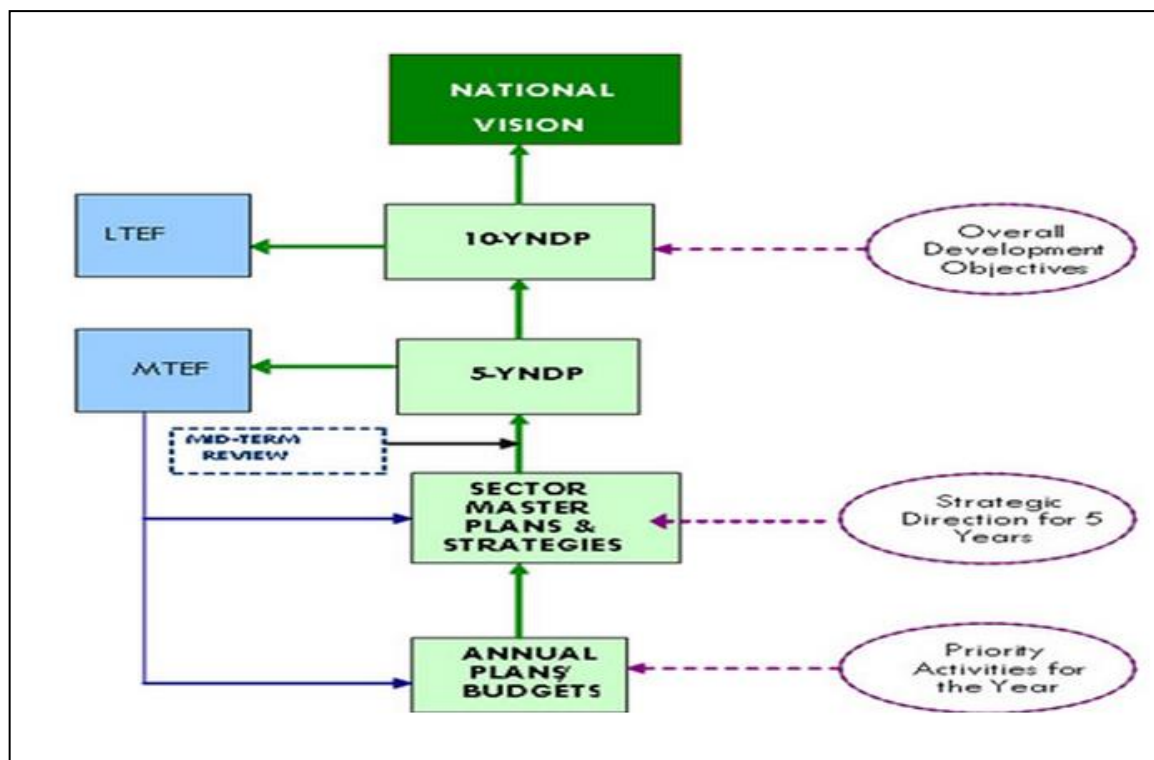 NATIONAL
VISION
LTEF
10-YNDP
Overall
Development
Objectives
MTEF
5-YNDP
MID-TERM
REVIEW
SECTOR
MASTER
PLANS &
STRATEGIES
Strategic
Direction for 5
Years
ANNUAL
PLANS/
BUDGETS
Priority
Activities for
the Year